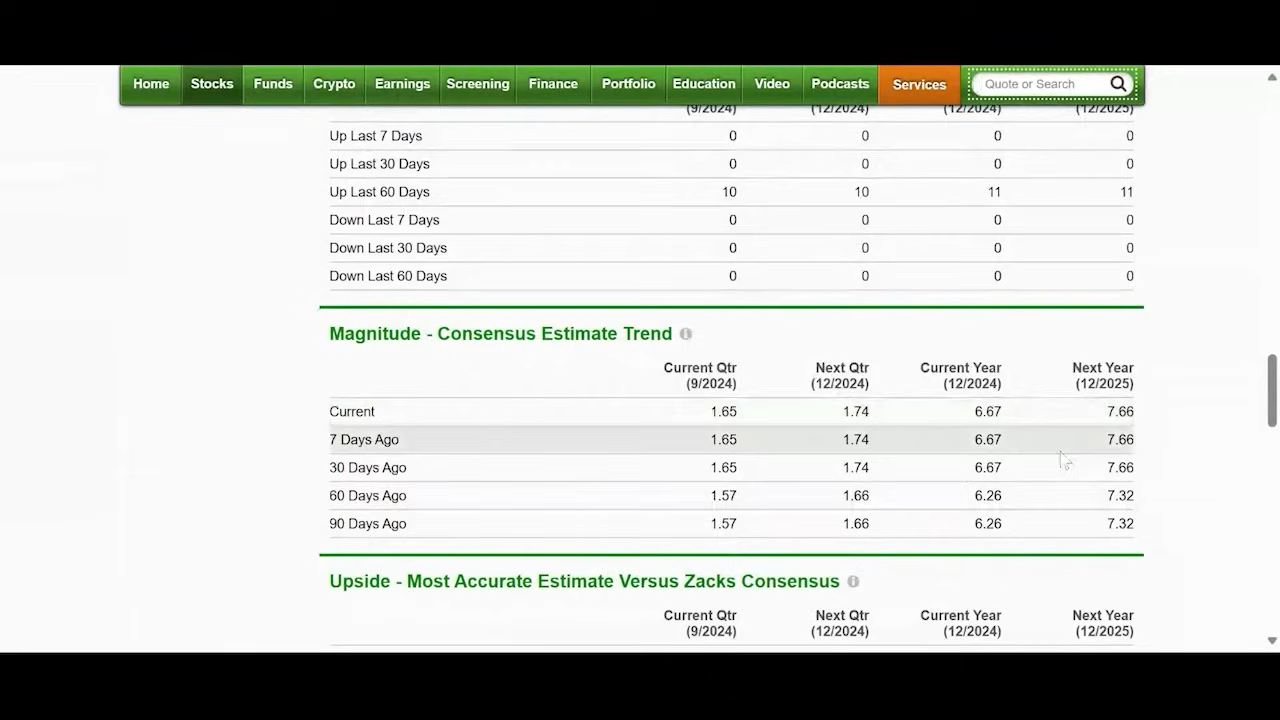 Home Stocks Funds Crypto Earnings Screening Finance Portfolio Education Video Podcasts Services Quote or Search
(9/2024) (12/2024) (12/2024) (12/2025)
Up Last 7 Days 0 0 0 0
Up Last 30 Days 0 0 0 0
Up Last 60 Days 10 10 11 11
Down Last 7 Days 0 0 0 0
Down Last 30 Days 0 0 0 0
Down Last 60 Days 0 0 0 0
Magnitude - Consensus Estimate Trend
Current Qtr Next Qtr Current Year Next Year
(9/2024) (12/2024) (12/2024) (12/2025)
Current 1.65 1.74 6.67 7.66
7 Days Ago 1.65 1.74 6.67 7.66
30 Days Ago 1.65 1.74 6.67 7.66
60 Days Ago 1.57 1.66 6.26 7.32
90 Days Ago 1.57 1.66 6.26 7.32
Upside - Most Accurate Estimate Versus Zacks Consensus
Current Qtr Next Qtr Current Year Next Year
(9/2024) (12/2024) (12/2024) (12/2025)